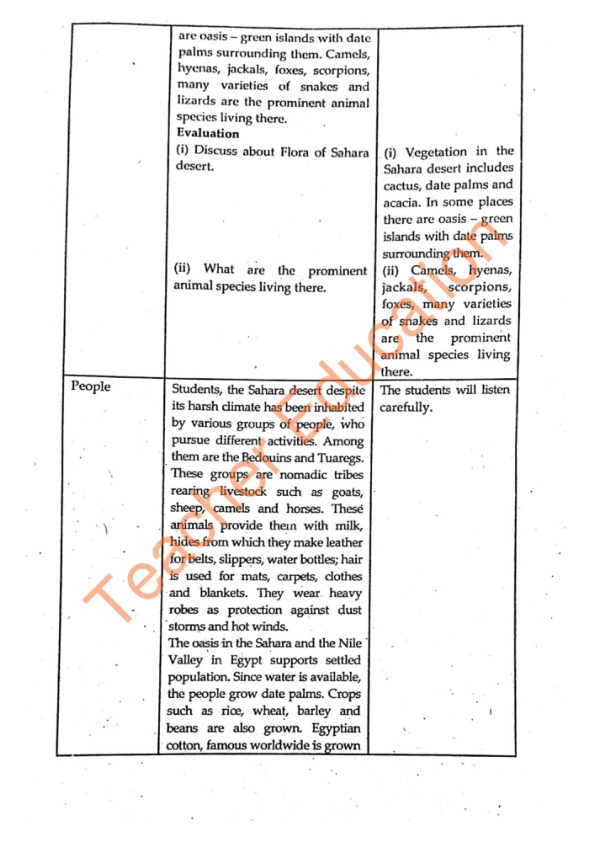 are oasis – green islands with date
palms surrounding them. Camels,
hyenas, jackals, foxes, scorpions,
many varieties of snakes and
lizards are the prominent animal
species living there.
Evaluation
(i) Discuss about Flora of Sahara
desert.
(ii) What are the prominent
animal species living there.
(i) Vegetation in the
Sahara desert includes
cactus, date palms and
acacia. In some places
there are oasis – green
islands with date palms
surrounding them.
(ii) Camels, hyenas,
jackals, scorpions,
foxes, many varieties
of snakes and lizards
are the prominent
animal species living
there.
People
Students, the Sahara desert despite
its harsh climate has been inhabited
by various groups of people, who
pursue different activities. Among
them are the Bedouins and Tuaregs.
These groups are nomadic tribes
rearing livestock such as goats,
sheep, camels and horses. These
animals provide them with milk,
hides from which they make leather
for belts, slippers, water bottles; hair
is used for mats, carpets, clothes
and blankets. They wear heavy
robes as protection against dust
storms and hot winds.
The oasis in the Sahara and the Nile
Valley in Egypt supports settled
population. Since water is available,
the people grow date palms. Crops
such as rice, wheat, barley and
beans are also grown. Egyptian
cotton, famous worldwide is grown
The students will listen
carefully.
Teacher Education